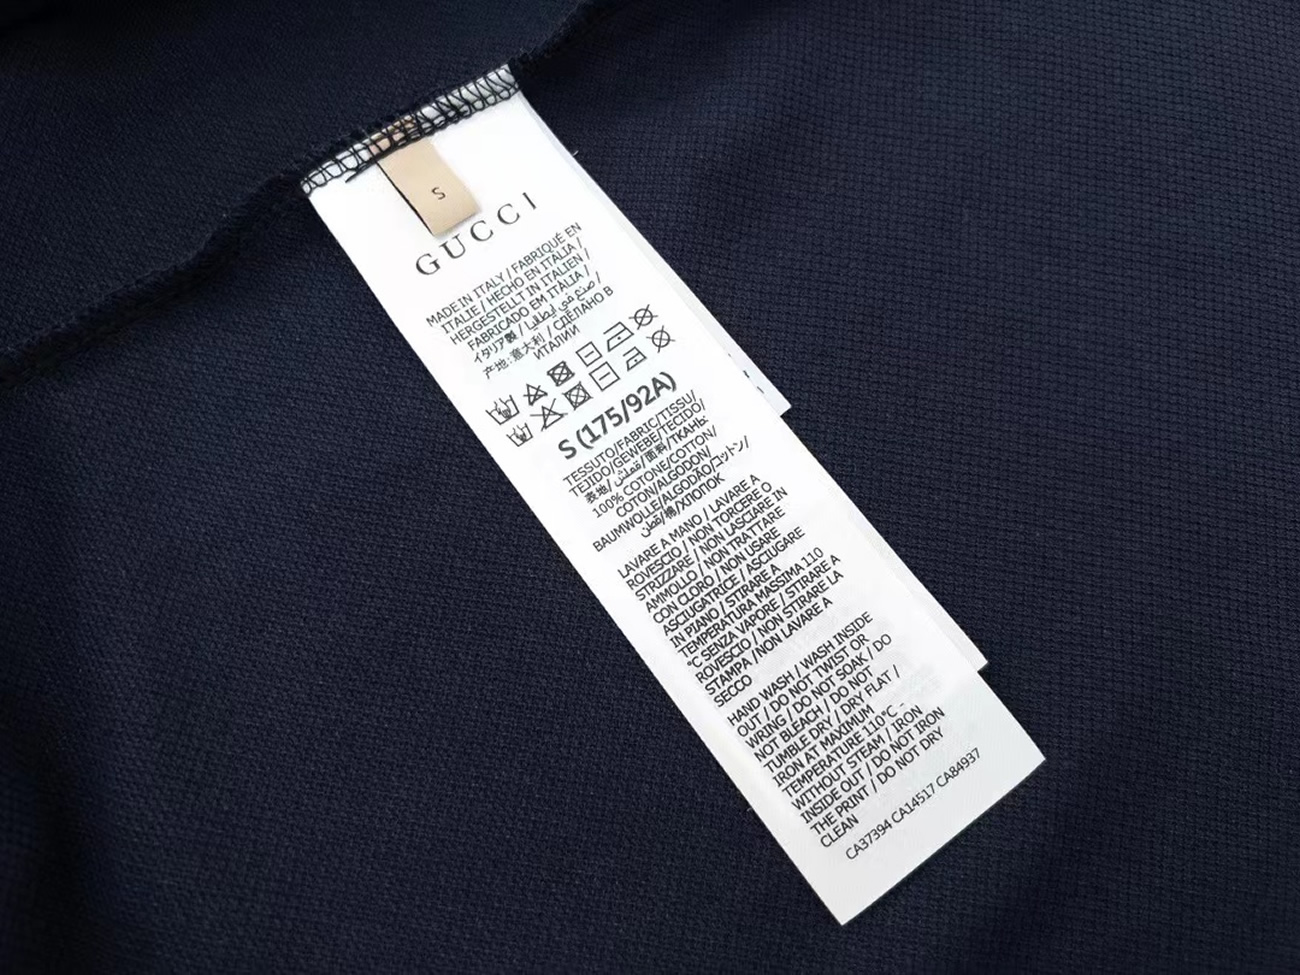 S
GUCCI
MADE IN ITALY / FABRIQUÉ EN
ITALIE / HECHO EN ITALIA /
HERGESTELLT IN ITALIEN /
FABRICADO EM ITÁLIA /
イタリア製 / صنع في إيطاليا /
产地:意大利 / СДЕЛАНО В
ИТАЛИИ
S (175/92A)
TESSUTO/FABRIC/TISSU/
TEJIDO/GEWEBE/TECIDO/
表地/قماش/面料/ТКАНЬ:
100% COTONE/COTTON/
COTON/ALGODON/
BAUMWOLLE/ALGODÃO/コットン/
قطن/棉/ХЛОПОК
LAVARE A MANO / LAVARE A
ROVESCIO / NON TORCERE O
STRIZZARE / NON LASCIARE IN
AMMOLLO / NON TRATTARE
CON CLORO / NON USARE
ASCIUGATRICE / ASCIUGARE
IN PIANO / STIRARE A
TEMPERATURA MASSIMA 110
°C SENZA VAPORE / STIRARE A
ROVESCIO / NON STIRARE LA
STAMPA / NON LAVARE A
SECCO
HAND WASH / WASH INSIDE
OUT / DO NOT TWIST OR
WRING / DO NOT SOAK / DO
NOT BLEACH / DO NOT
TUMBLE DRY / DRY FLAT /
IRON AT MAXIMUM
TEMPERATURE 110°C -
WITHOUT STEAM / IRON
INSIDE OUT / DO NOT IRON
THE PRINT / DO NOT DRY
CLEAN
CA37394 CA14517 CA84937